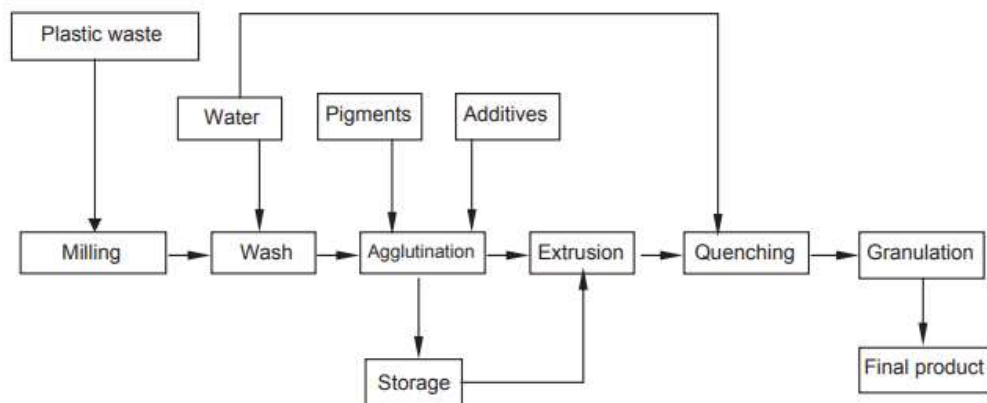 Plastic waste
Water
Pigments
Additives
Milling
Wash
Agglutination
Extrusion
Quenching
Granulation
Storage
Final product